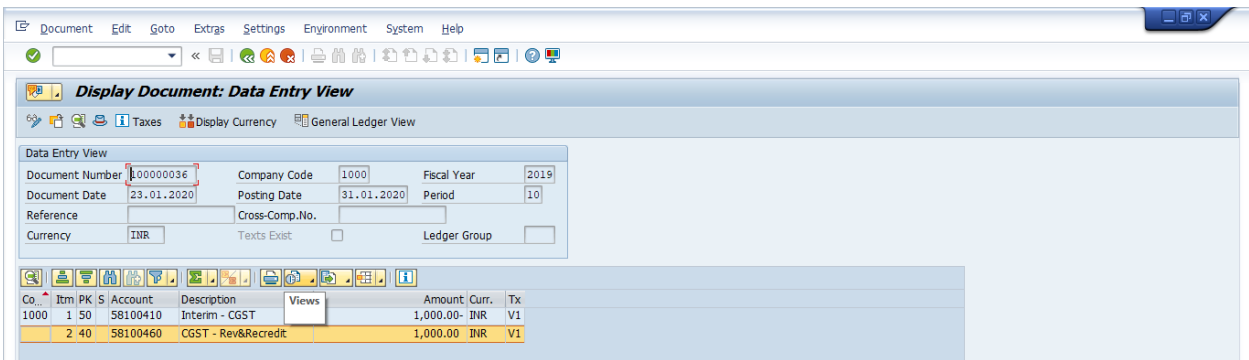 Document Edit Goto Extras Settings Environment System Help
Display Document: Data Entry View
Taxes Display Currency General Ledger View
Data Entry View
Document Number 100000036 Company Code 1000 Fiscal Year 2019
Document Date 23.01.2020 Posting Date 31.01.2020 Period 10
Reference Cross-Comp.No.
Currency INR Texts Exist Ledger Group
Co... Itm PK S Account Description Views Amount Curr. Tx
1000 1 50 58100410 Interim - CGST 1,000.00- INR V1
2 40 58100460 CGST - Rev&Recredit 1,000.00 INR V1